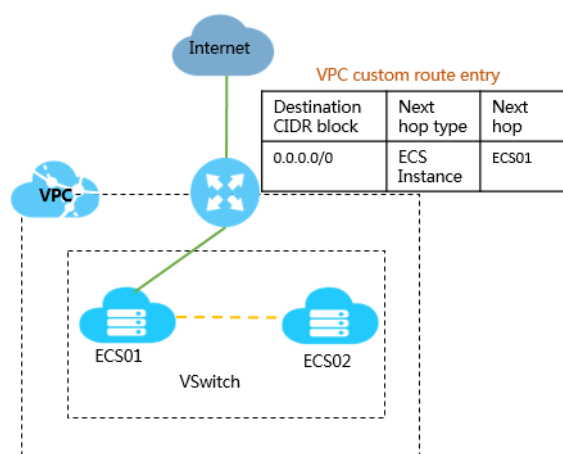 Internet
VPC custom route entry
Destination CIDR block
Next hop type
Next hop
0.0.0.0/0
ECS Instance
ECS01
VPC
ECS01
ECS02
VSwitch